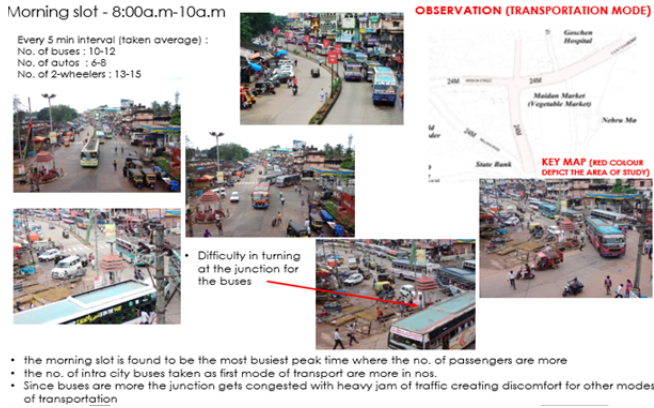 Morning slot - 8:00a.m-10a.m
OBSERVATION (TRANSPORTATION MODE)
Every 5 min interval (taken average) :
No. of buses : 10-12
No. of autos : 6-8
No. of 2-wheelers : 13-15
Goschen
Hospital
24M
24M
Maidan Market
(Vegetable Market)
Nehru Ma
24M
24M
State Bank
KEY MAP (RED COLOUR
DEPICT THE AREA OF STUDY)
• Difficulty in turning
at the junction for
the buses
• the morning slot is found to be the most busiest peak time where the no. of passengers are more
• the no. of intra city buses taken as first mode of transport are more in nos.
• Since buses are more the junction gets congested with heavy jam of traffic creating discomfort for other modes
of transportation